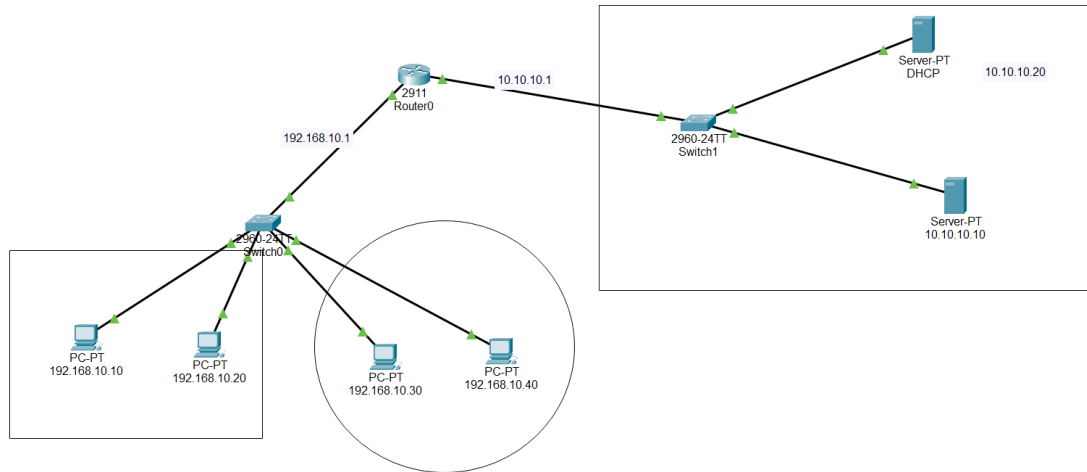 Server-PT
DHCP
10.10.10.20
10.10.10.1
2911
Router0
192.168.10.1
2960-24TT
Switch1
Server-PT
10.10.10.10
2960-24TT
Switch0
PC-PT
192.168.10.10
PC-PT
192.168.10.20
PC-PT
192.168.10.30
PC-PT
192.168.10.40